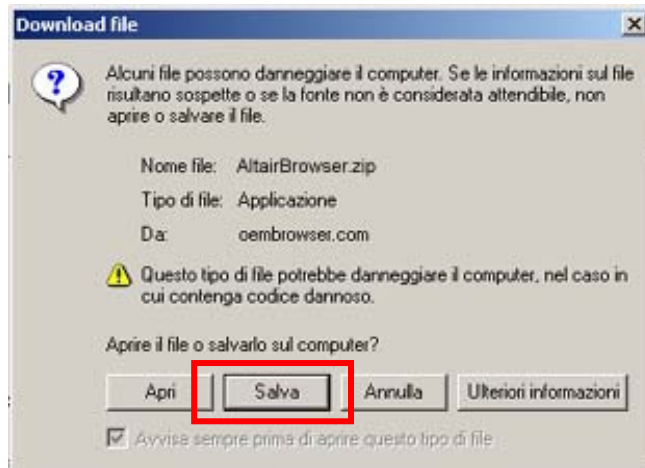 Download file
Alcuni file possono danneggiare il computer. Se le informazioni sul file
risultano sospette o se la fonte non è considerata attendibile, non
aprire o salvare il file.
Nome file: AltairBrowser.zip
Tipo di file: Applicazione
Da: oembrowser.com
Questo tipo di file potrebbe danneggiare il computer, nel caso in
cui contenga codice dannoso.
Aprire il file o salvarlo sul computer?
Apri Salva Annulla Ulteriori informazioni
Avvisa sempre prima di aprire questo tipo di file